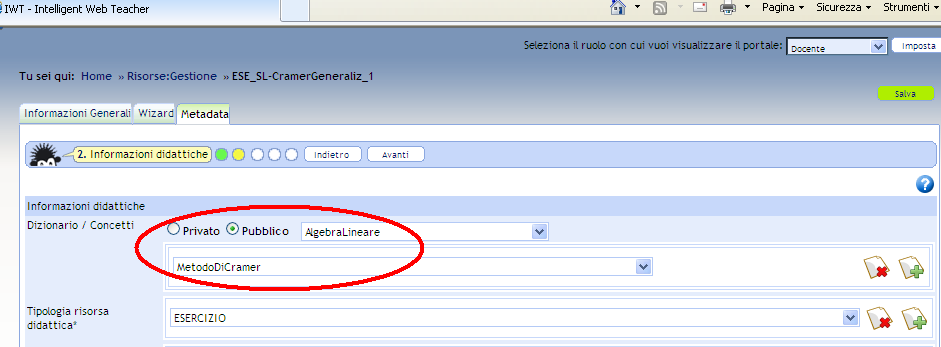 IWT - Intelligent Web Teacher
Pagina Sicurezza Strumenti
Seleziona il ruolo con cui vuoi visualizzare il portale: Docente Imposta
Tu sei qui: Home » Risorse:Gestione » ESE_SL-CramerGeneraliz_1
Salva
Informazioni Generali Wizard Metadata
2. Informazioni didattiche Indietro Avanti
?
Informazioni didattiche
Dizionario / Concetti Privato Pubblico AlgebraLineare
MetodoDiCramer
Tipologia risorsa
didattica* ESERCIZIO